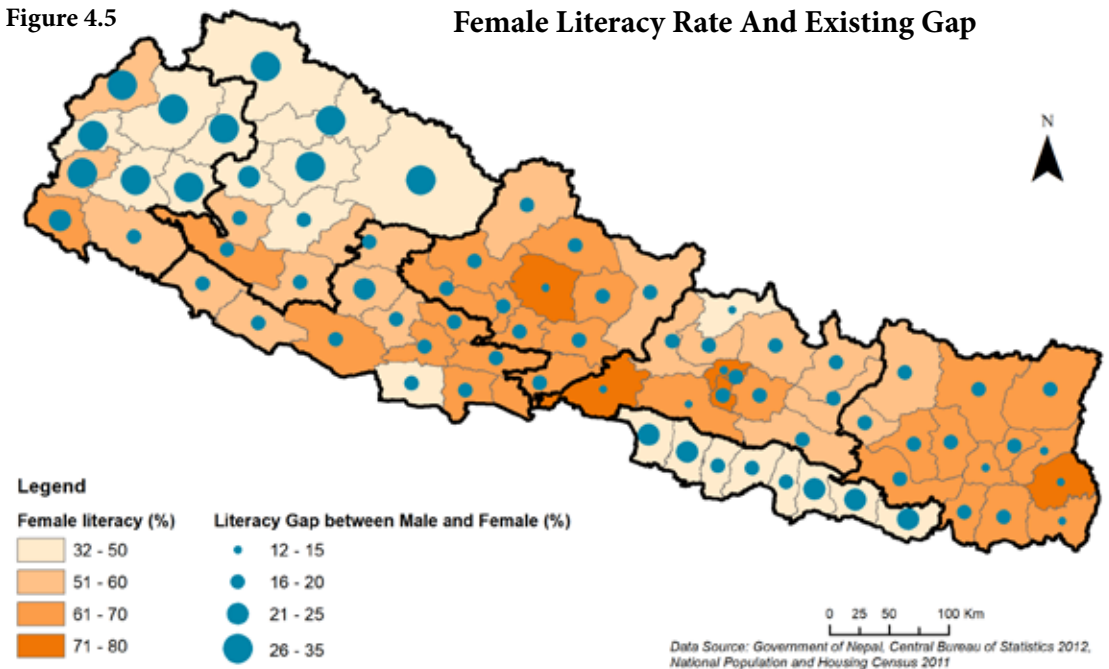 Figure 4.5
Female Literacy Rate And Existing Gap
N
Legend
Female literacy (%)
32 - 50
51 - 60
61 - 70
71 - 80
Literacy Gap between Male and Female (%)
12 - 15
16 - 20
21 - 25
26 - 35
0 25 50 100 Km
Data Source: Government of Nepal, Central Bureau of Statistics 2012,
National Population and Housing Census 2011